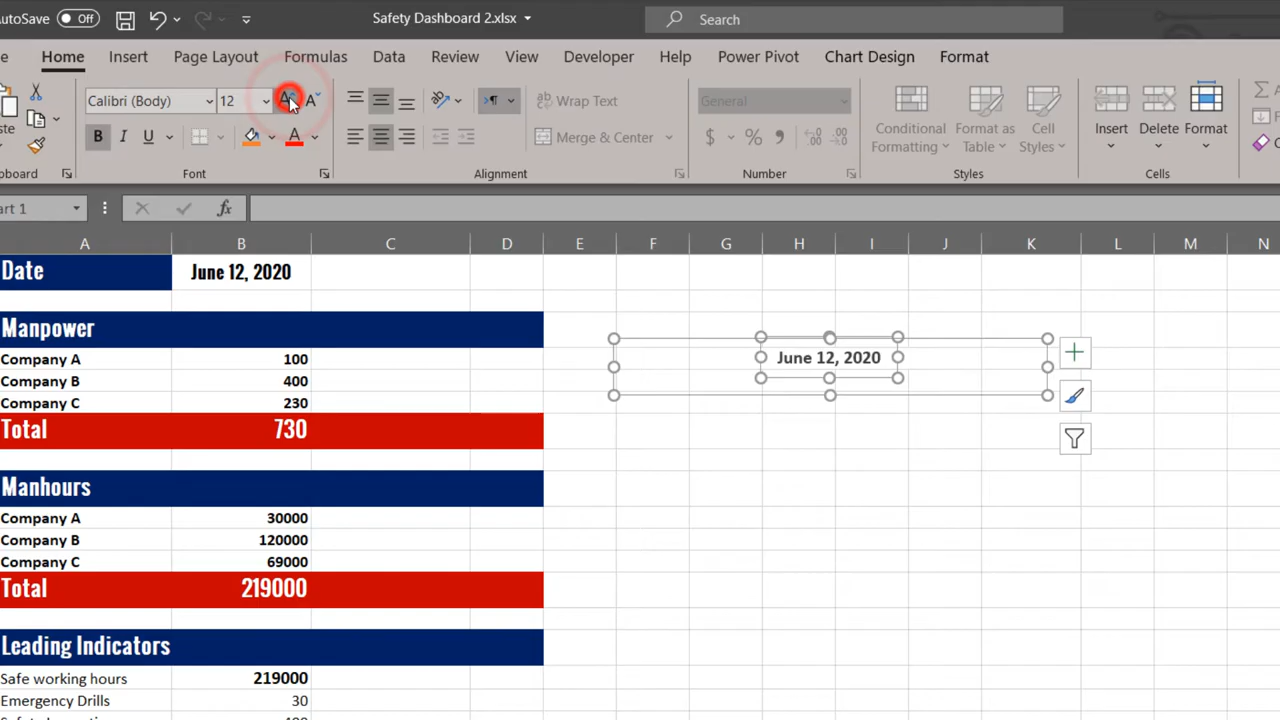 AutoSave Off Safety Dashboard 2.xlsx Search
Home Insert Page Layout Formulas Data Review View Developer Help Power Pivot Chart Design Format
Calibri (Body) 12 Wrap Text General
B I U A Merge & Center $ % Conditional Formatting Format as Table Cell Styles Insert Delete Format
Font Alignment Number Styles Cells
fx
A B C D E F G H I J K L M N
Date June 12, 2020
Manpower
Company A 100 June 12, 2020
Company B 400
Company C 230
Total 730
Manhours
Company A 30000
Company B 120000
Company C 69000
Total 219000
Leading Indicators
Safe working hours 219000
Emergency Drills 30